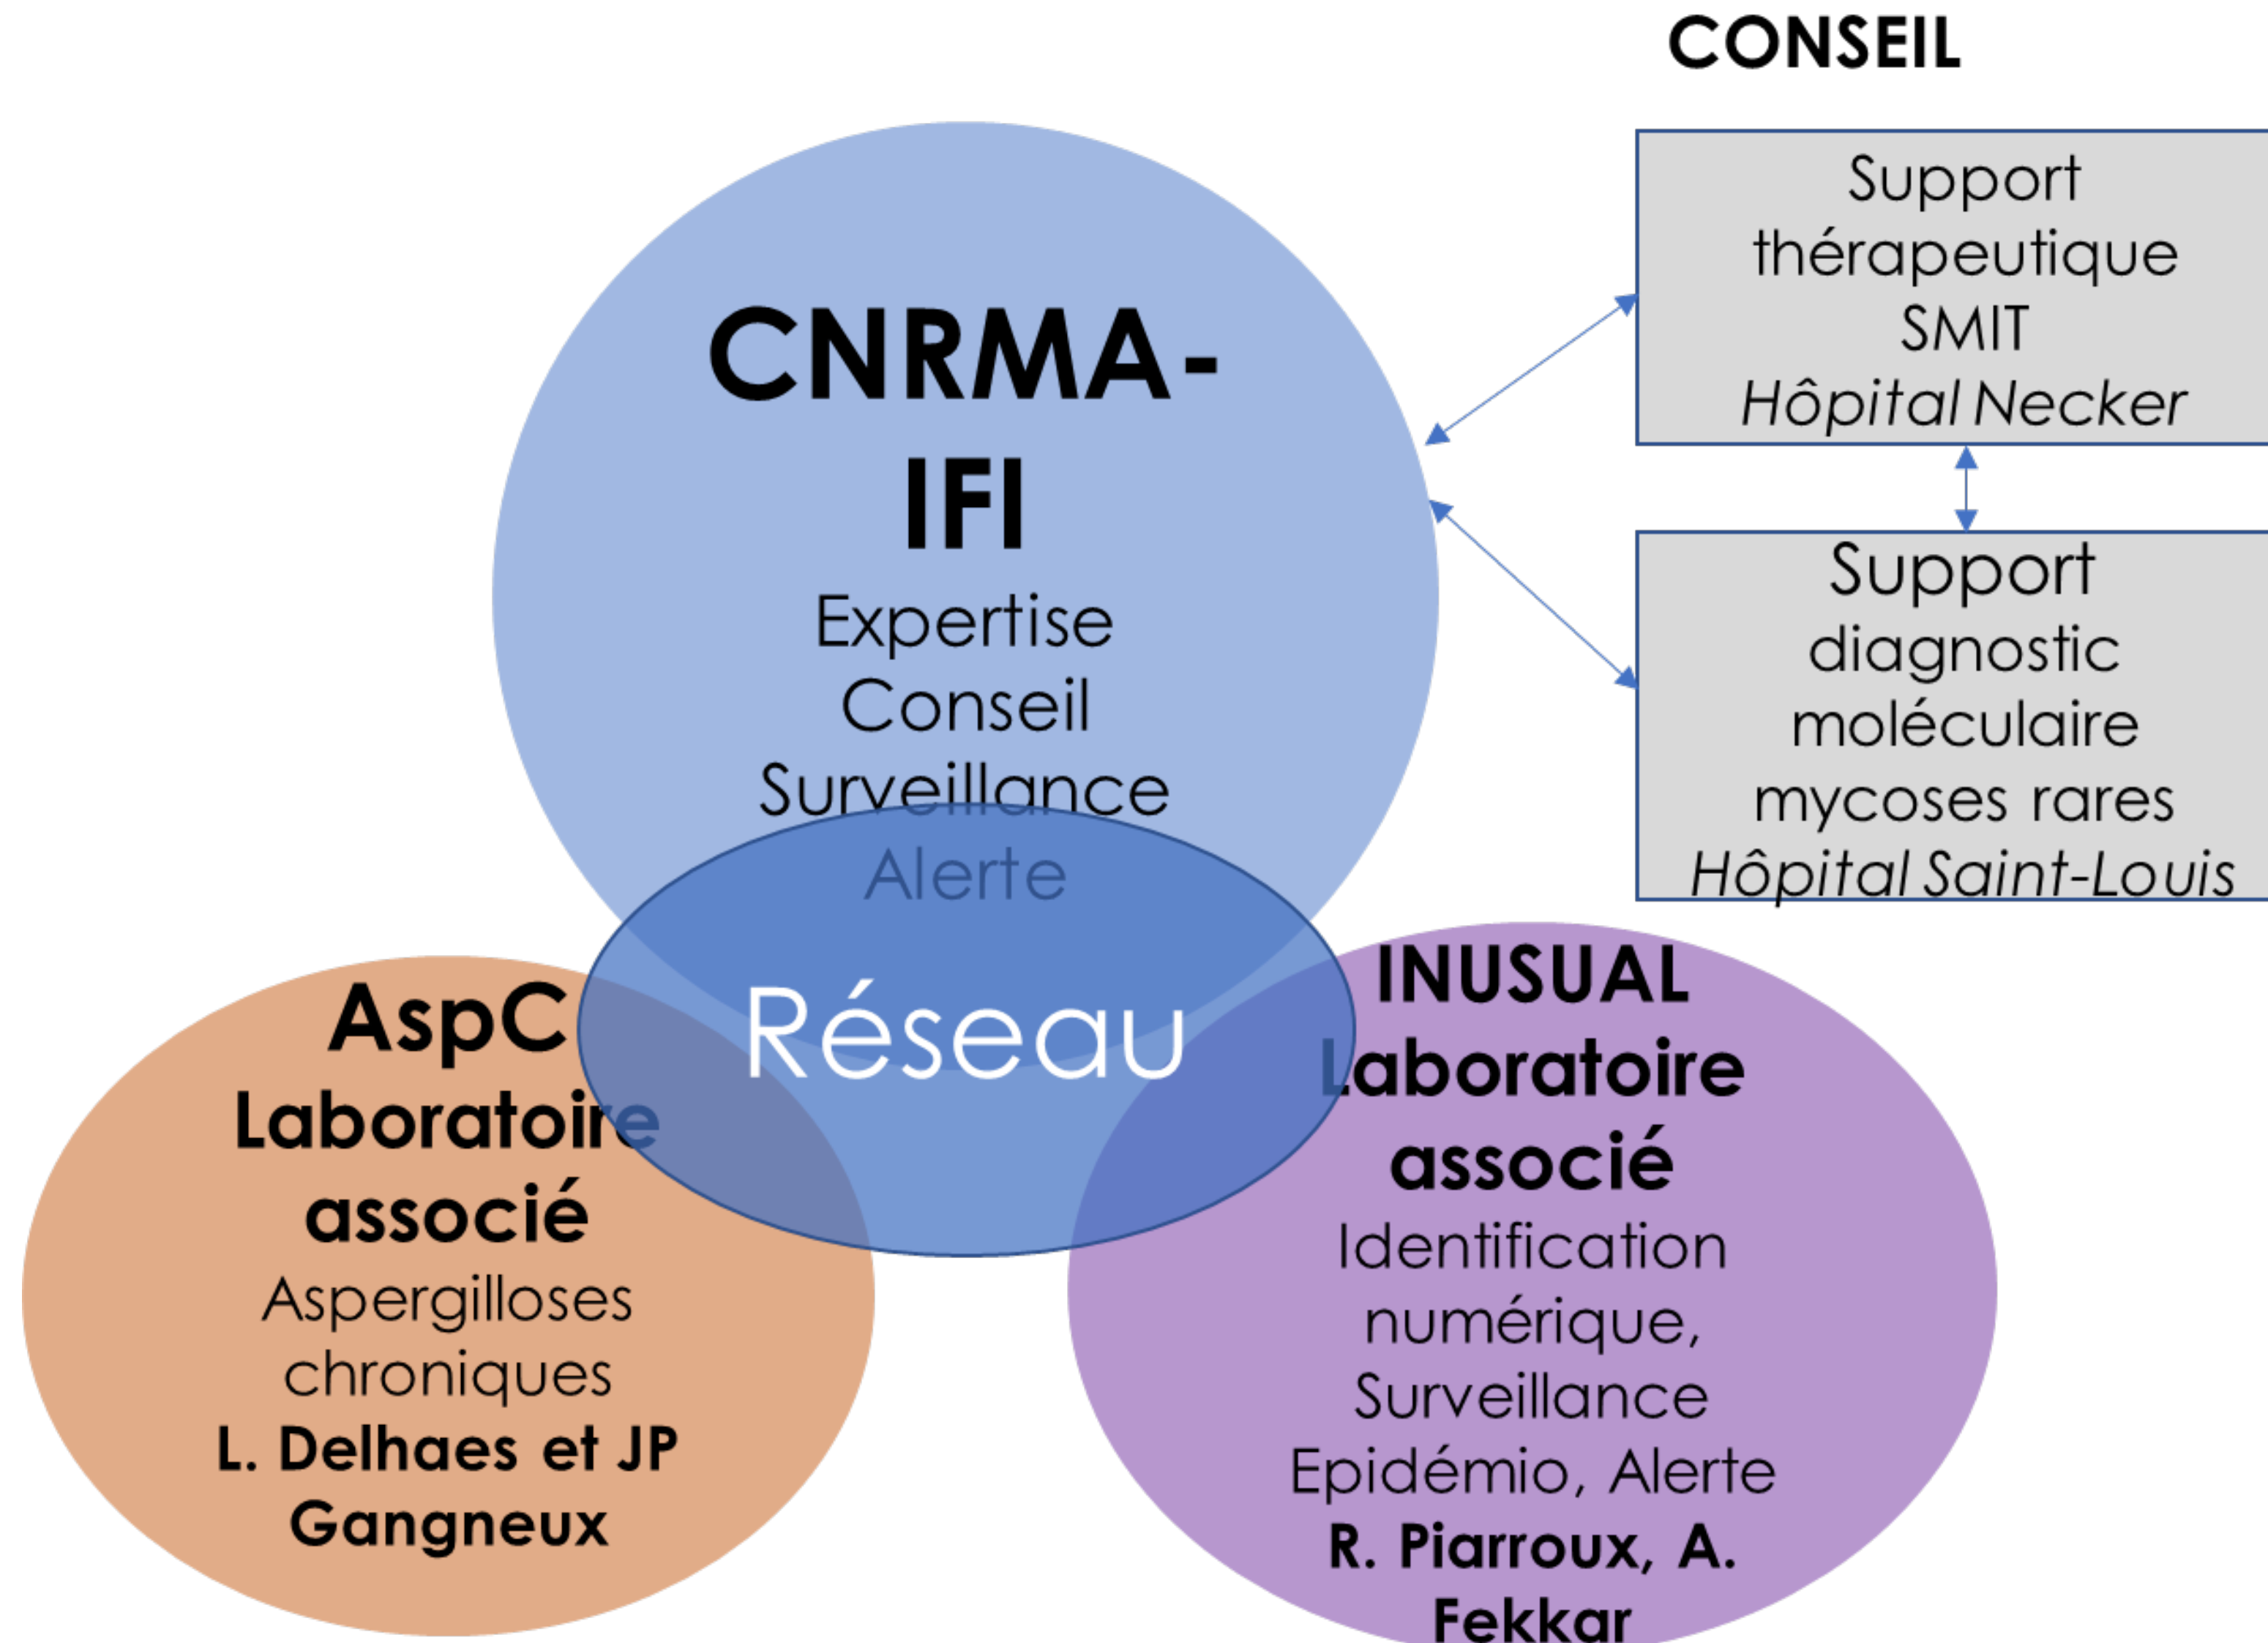 CONSEIL
CNRMA-
IFI
Expertise
Conseil
Surveillance
Alerte
Support
thérapeutique
SMIT
Hôpital Necker
Support
diagnostic
moléculaire
mycoses rares
Hôpital Saint-Louis
Réseau
AspC
Laboratoire
associé
Aspergilloses
chroniques
L. Delhaes et JP
Gangneux
INUSUAL
Laboratoire
associé
Identification
numérique,
Surveillance
Epidémio, Alerte
R. Piarroux, A.
Fekkar